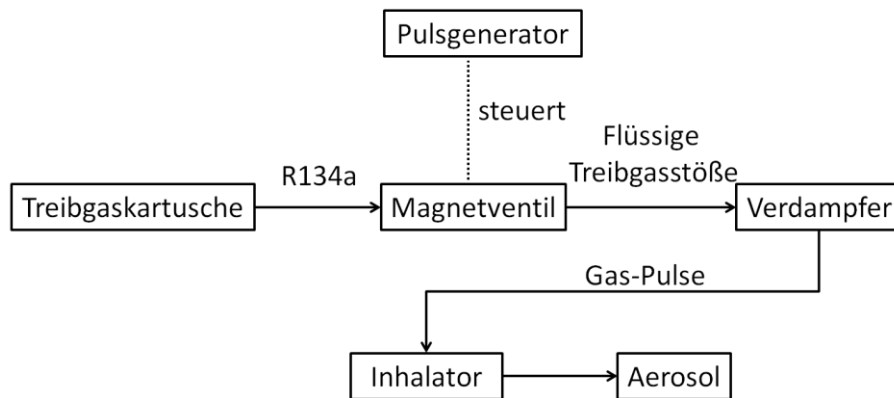 Pulsgenerator
steuert
Flüssige
Treibgasstöße
R134a
Treibgaskartusche
Magnetventil
Verdampfer
Gas-Pulse
Inhalator
Aerosol